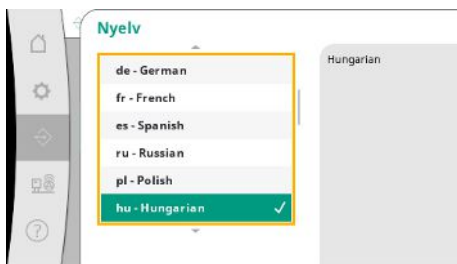 Nyelv
de - German
fr - French
es - Spanish
ru - Russian
pl - Polish
hu - Hungarian
Hungarian